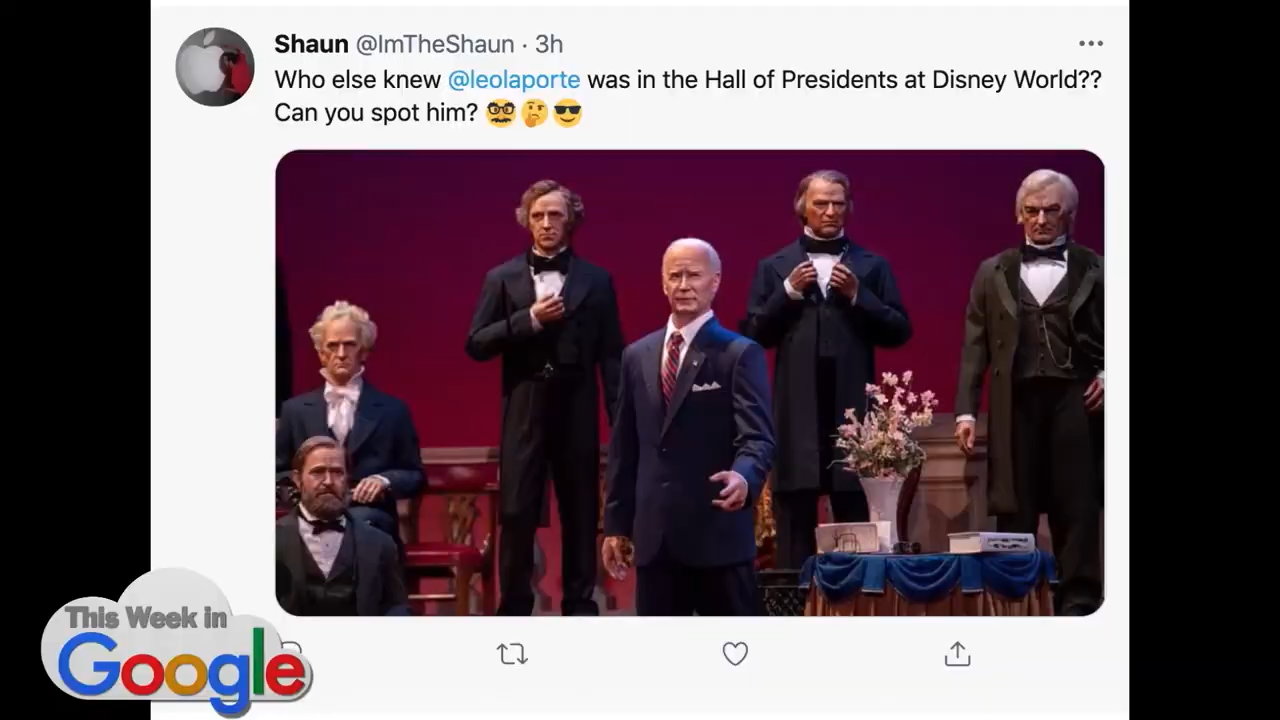 Shaun @ImTheShaun · 3h
Who else knew @leolaporte was in the Hall of Presidents at Disney World??
Can you spot him? 🥸🤔😎
This Week in
Google